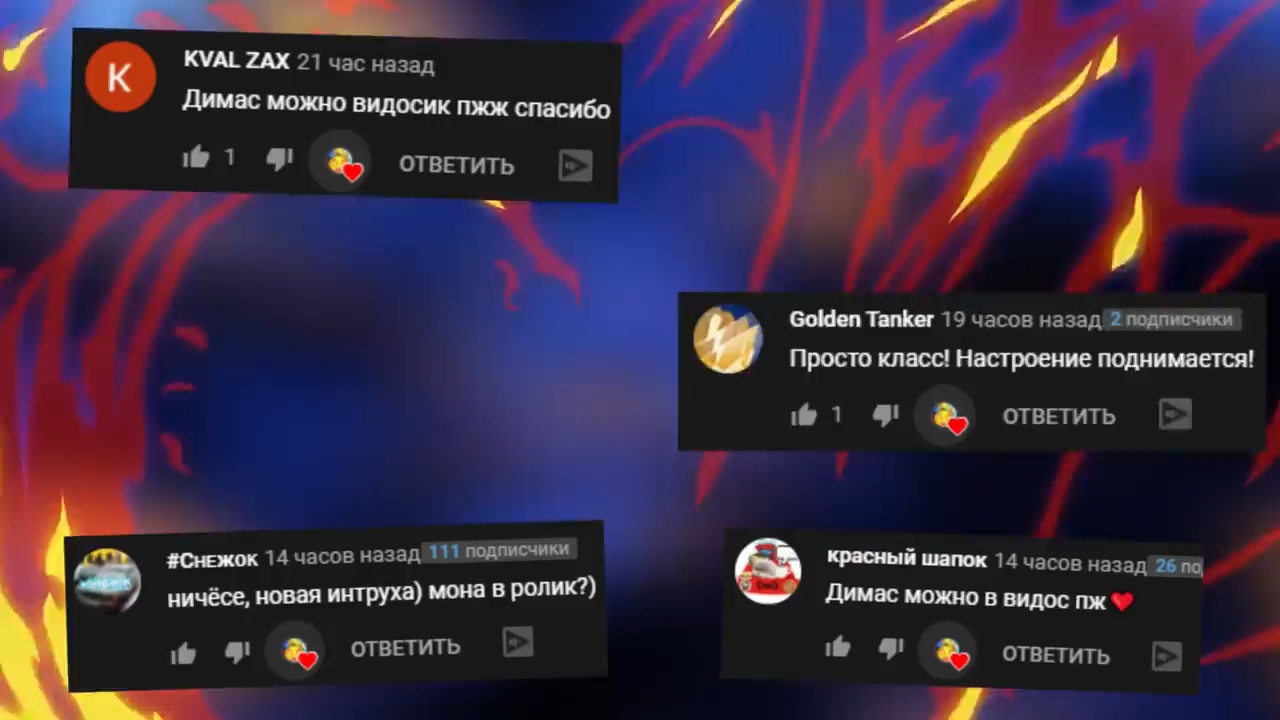 K
KVAL ZAX 21 час назад
Димас можно видосик пжж спасибо
1
ОТВЕТИТЬ
Golden Tanker 19 часов назад 2 подписчики
Просто класс! Настроение поднимается!
1
ОТВЕТИТЬ
#Снежок 14 часов назад 111 подписчики
ничёсе, новая интруха) мона в ролик?)
ОТВЕТИТЬ
красный шапок 14 часов назад 26 по
Димас можно в видос пж
ОТВЕТИТЬ